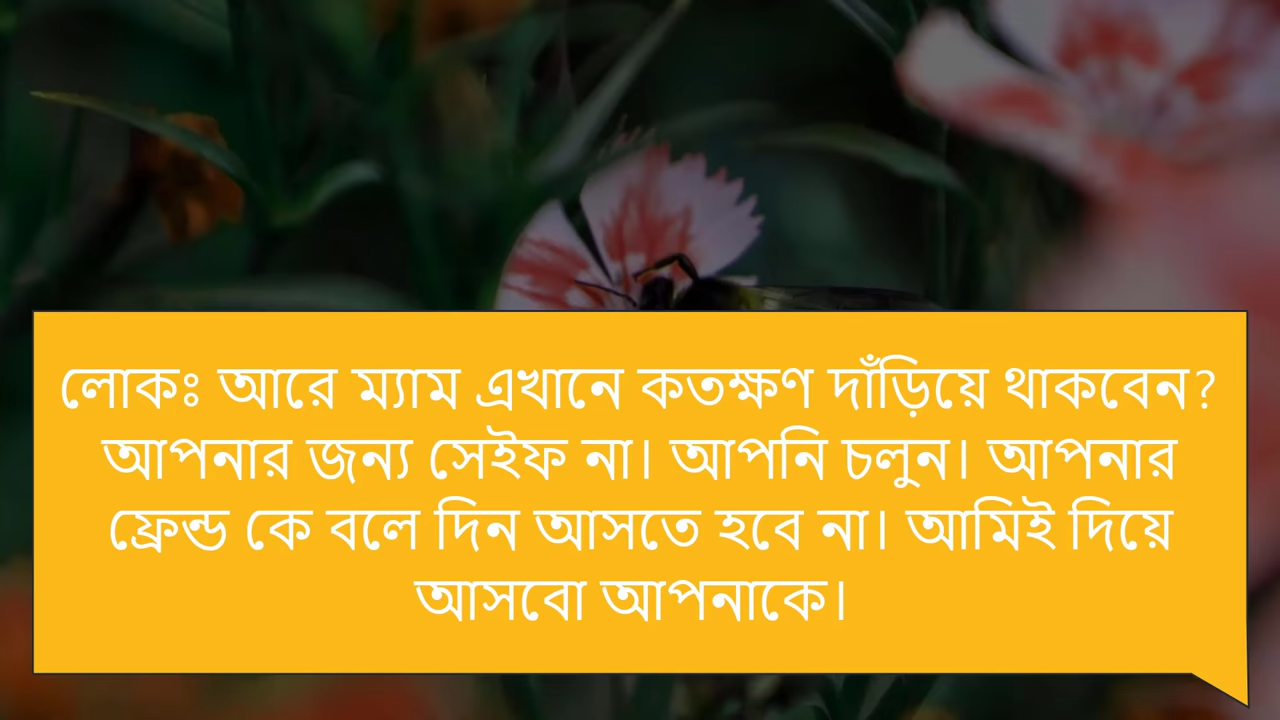 লোকঃ আরে ম্যাম এখানে কতক্ষণ দাঁড়িয়ে থাকবেন?
আপনার জন্য সেইফ না। আপনি চলুন। আপনার
ফ্রেন্ড কে বলে দিন আসতে হবে না। আমিই দিয়ে
আসবো আপনাকে।